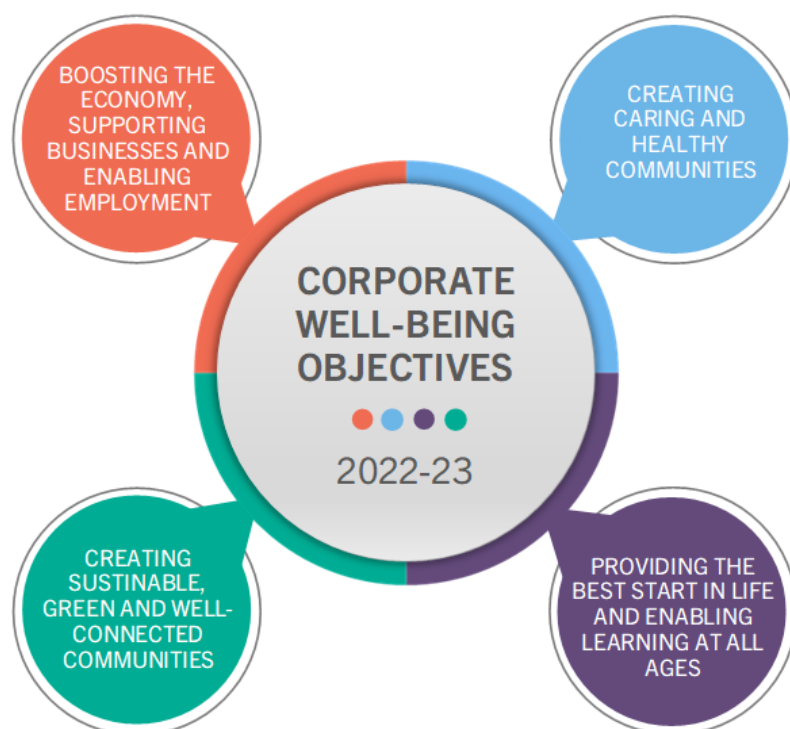 BOOSTING THE
ECONOMY,
SUPPORTING
BUSINESSES AND
ENABLING
EMPLOYMENT
CREATING
CARING AND
HEALTHY
COMMUNITIES
CORPORATE
WELL-BEING
OBJECTIVES
2022-23
CREATING
SUSTINABLE,
GREEN AND WELL-
CONNECTED
COMMUNITIES
PROVIDING THE
BEST START IN LIFE
AND ENABLING
LEARNING AT ALL
AGES